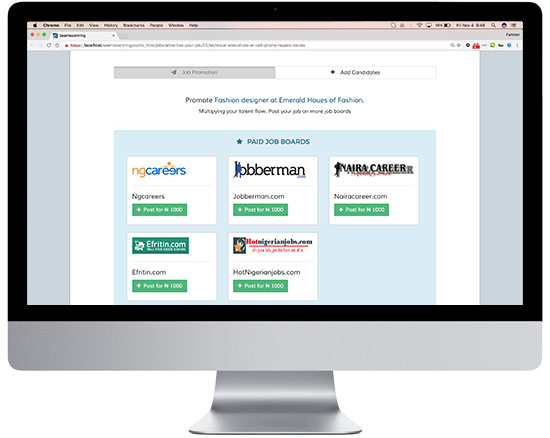 Chrome File Edit View History Bookmarks People Window Help
Fri Nov 4 9:49
Seamlesshiring
Job Promotion
Add Candidates
Promote Fashion designer at Emerald Houes of Fashion.
Multipying your talent flow. Post your job on more job boards
PAID JOB BOARDS
ngcareers
Jobberman
.com
NAIRA CAREER
Ngcareers
Jobberman.com
Nairacareer.com
Post for ₦ 1000
Post for ₦ 1000
Post for ₦ 1000
Efritin.com
Hotnigerianjobs.com
Efritin.com
HotNigerianjobs.com
Post for ₦ 1000
Post for ₦ 1000